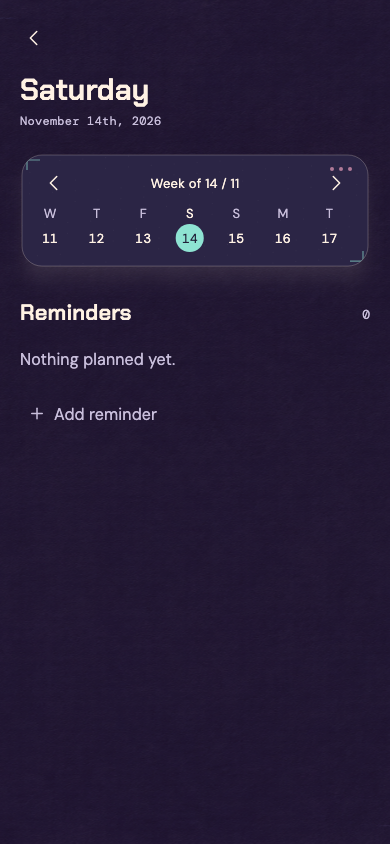 Saturday
November 14th, 2026
Week of 14 / 11
W T F S S M T
11 12 13 14 15 16 17
Reminders 0
Nothing planned yet.
+ Add reminder